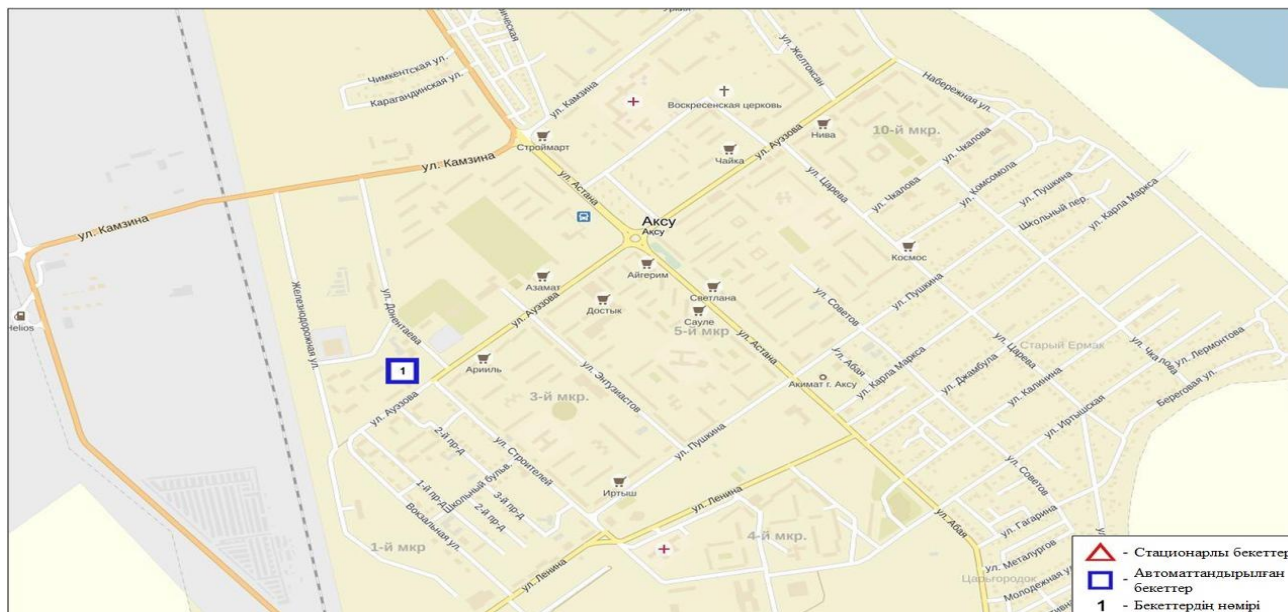 ул. Желтоксан
Чимкентская ул.
Карагандинская ул.
ул. Камзина
Воскресенская церковь
Набережная ул.
10-й мкр.
Нива
Строймарт
Чайка
ул. Ауэзова
ул. Чкалова
ул. Камзина
ул. Астана
ул. Царева
ул. Чкалова
ул. Комсомола
ул. Пушкина
Школьный пер.
ул. Карла Маркса
ул. Камзина
Аксу
Ақсу
Космос
Айгерим
Азамат
Светлана
ул. Пушкина
Helios
Железнодорожная ул.
ул. Донентаева
ул. Ауэзова
Достык
Сауле
5-й мкр
ул. Советов
ул. Астана
Старый Ермак
ул. Царева
ул. Чкалова
ул. Лермонтова
1
Ариель
ул. Абая
ул. Карла Маркса
ул. Джамбула
Акимат г. Аксу
ул. Калинина
Береговая ул.
ул. Ауэзова
3-й мкр.
ул. Энтузиастов
ул. Иртышская
2-й пр-д
ул. Строителей
ул. Пушкина
1-й пр-д
Школьный бульв.
3-й пр-д
2-й пр-д
Иртыш
ул. Советов
Вокзальная ул.
ул. Ленина
ул. Абая
ул. Гагарина
1-й мкр
4-й мкр.
ул. Металургов
ул. Ленина
Царьгородок
Молодежная ул.
- Стационарлы бекеттер
- Автоматтандырылған
бекеттер
1 - Бекеттердің нөмірі